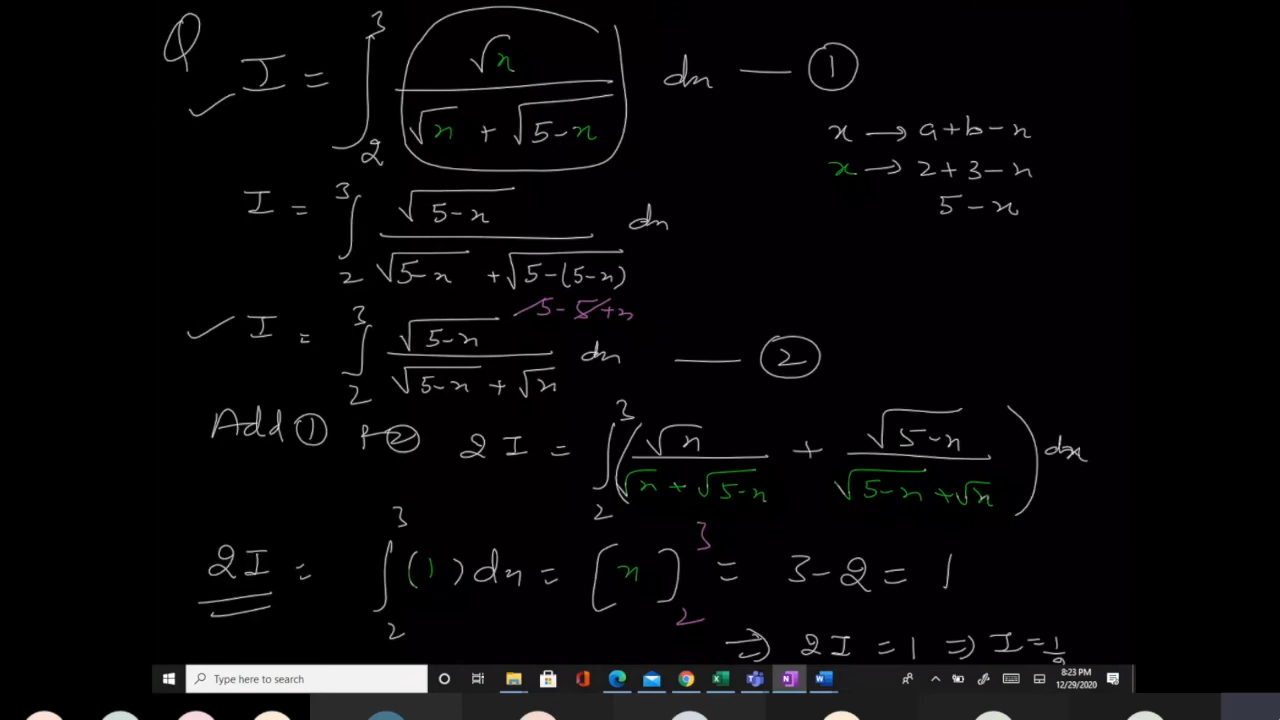 Q
I = ∫₂³ √x / (√x + √(5-x)) dx — ①
x → a+b-x
x → 2+3-x
5-x
I = ∫₂³ √(5-x) / (√(5-x) + √(5-(5-x))) dx
5-5+x
I = ∫₂³ √(5-x) / (√(5-x) + √x) dx — ②
Add ① + ② 2I = ∫₂³ (√x / (√x + √(5-x)) + √(5-x) / (√(5-x) + √x)) dx
2I = ∫₂³ (1) dx = [x]₂³ = 3-2 = 1
⇒ 2I = 1 ⇒ I = 1/2
Type here to search
8:23 PM
12/29/2020